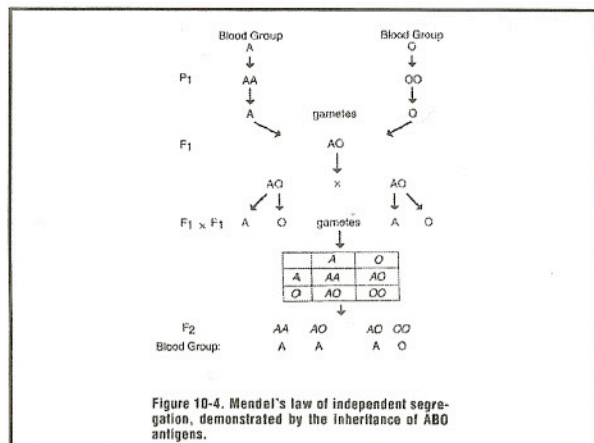 Blood Group Blood Group
A O
P1 AA OO
A gametes O
F1 AO
AO × AO
F1 × F1 A O gametes A O
A O
A AA AO
O AO OO
F2 AA AO AO OO
Blood Group: A A A O
Figure 10-4. Mendel's law of independent segre-
gation, demonstrated by the inheritance of ABO
antigens.